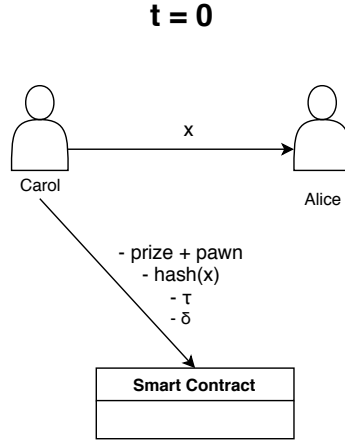 t = 0
x
Carol
Alice
- prize + pawn
- hash(x)
- τ
- δ
Smart Contract